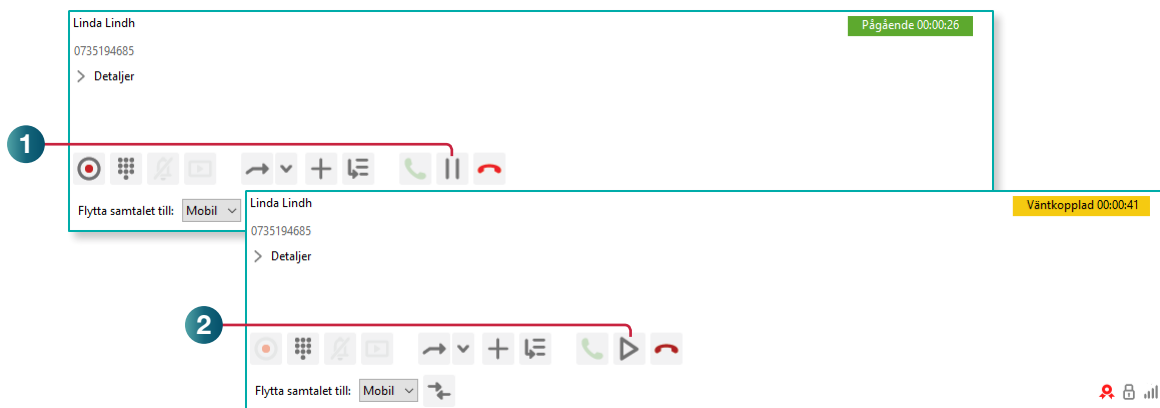 Linda Lindh
Pågående 00:00:26
0735194685
Detaljer
1
Flytta samtalet till: Mobil
Linda Lindh
Väntkopplad 00:00:41
0735194685
Detaljer
2
Flytta samtalet till: Mobil